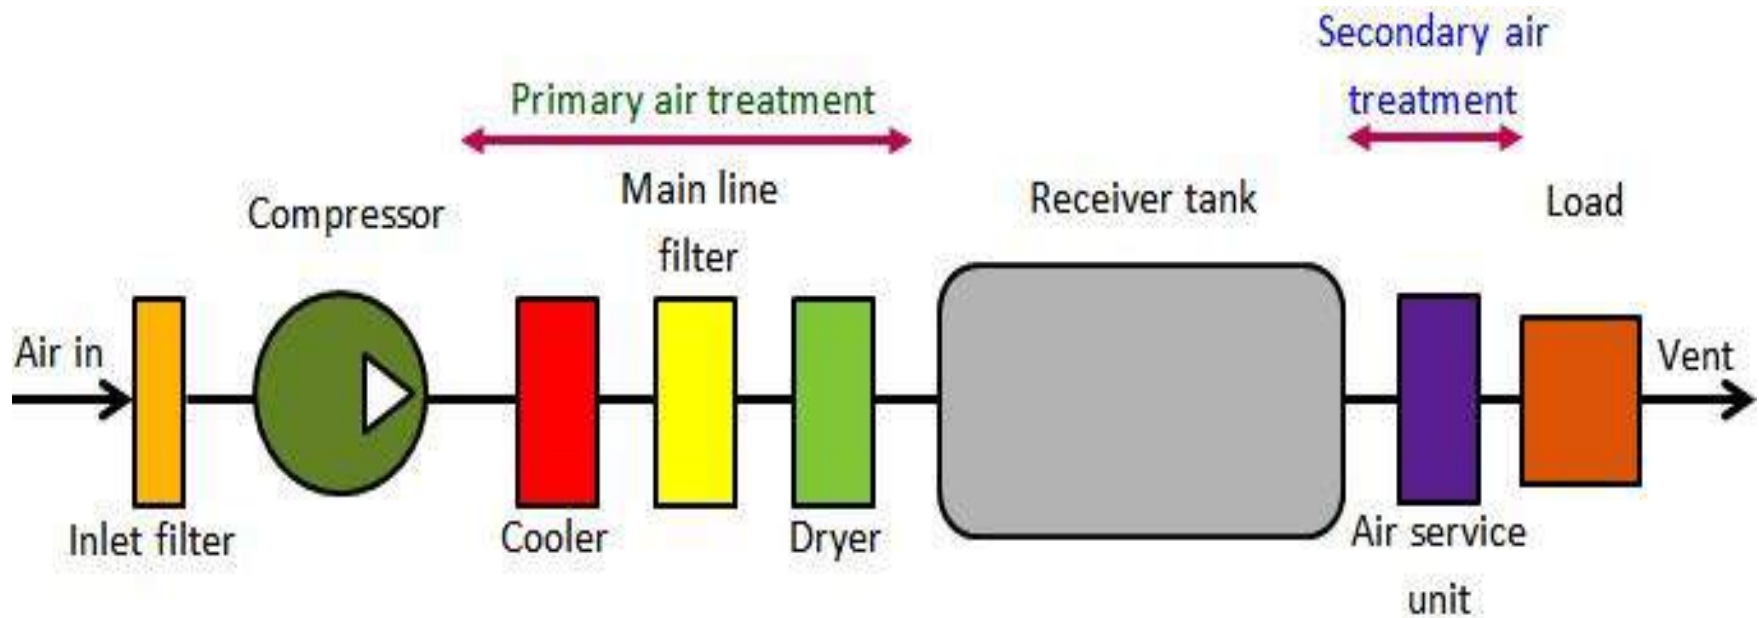 Secondary air
treatment
Primary air treatment
Main line
filter
Compressor
Receiver tank
Load
Air in
Vent
Inlet filter
Cooler
Dryer
Air service
unit